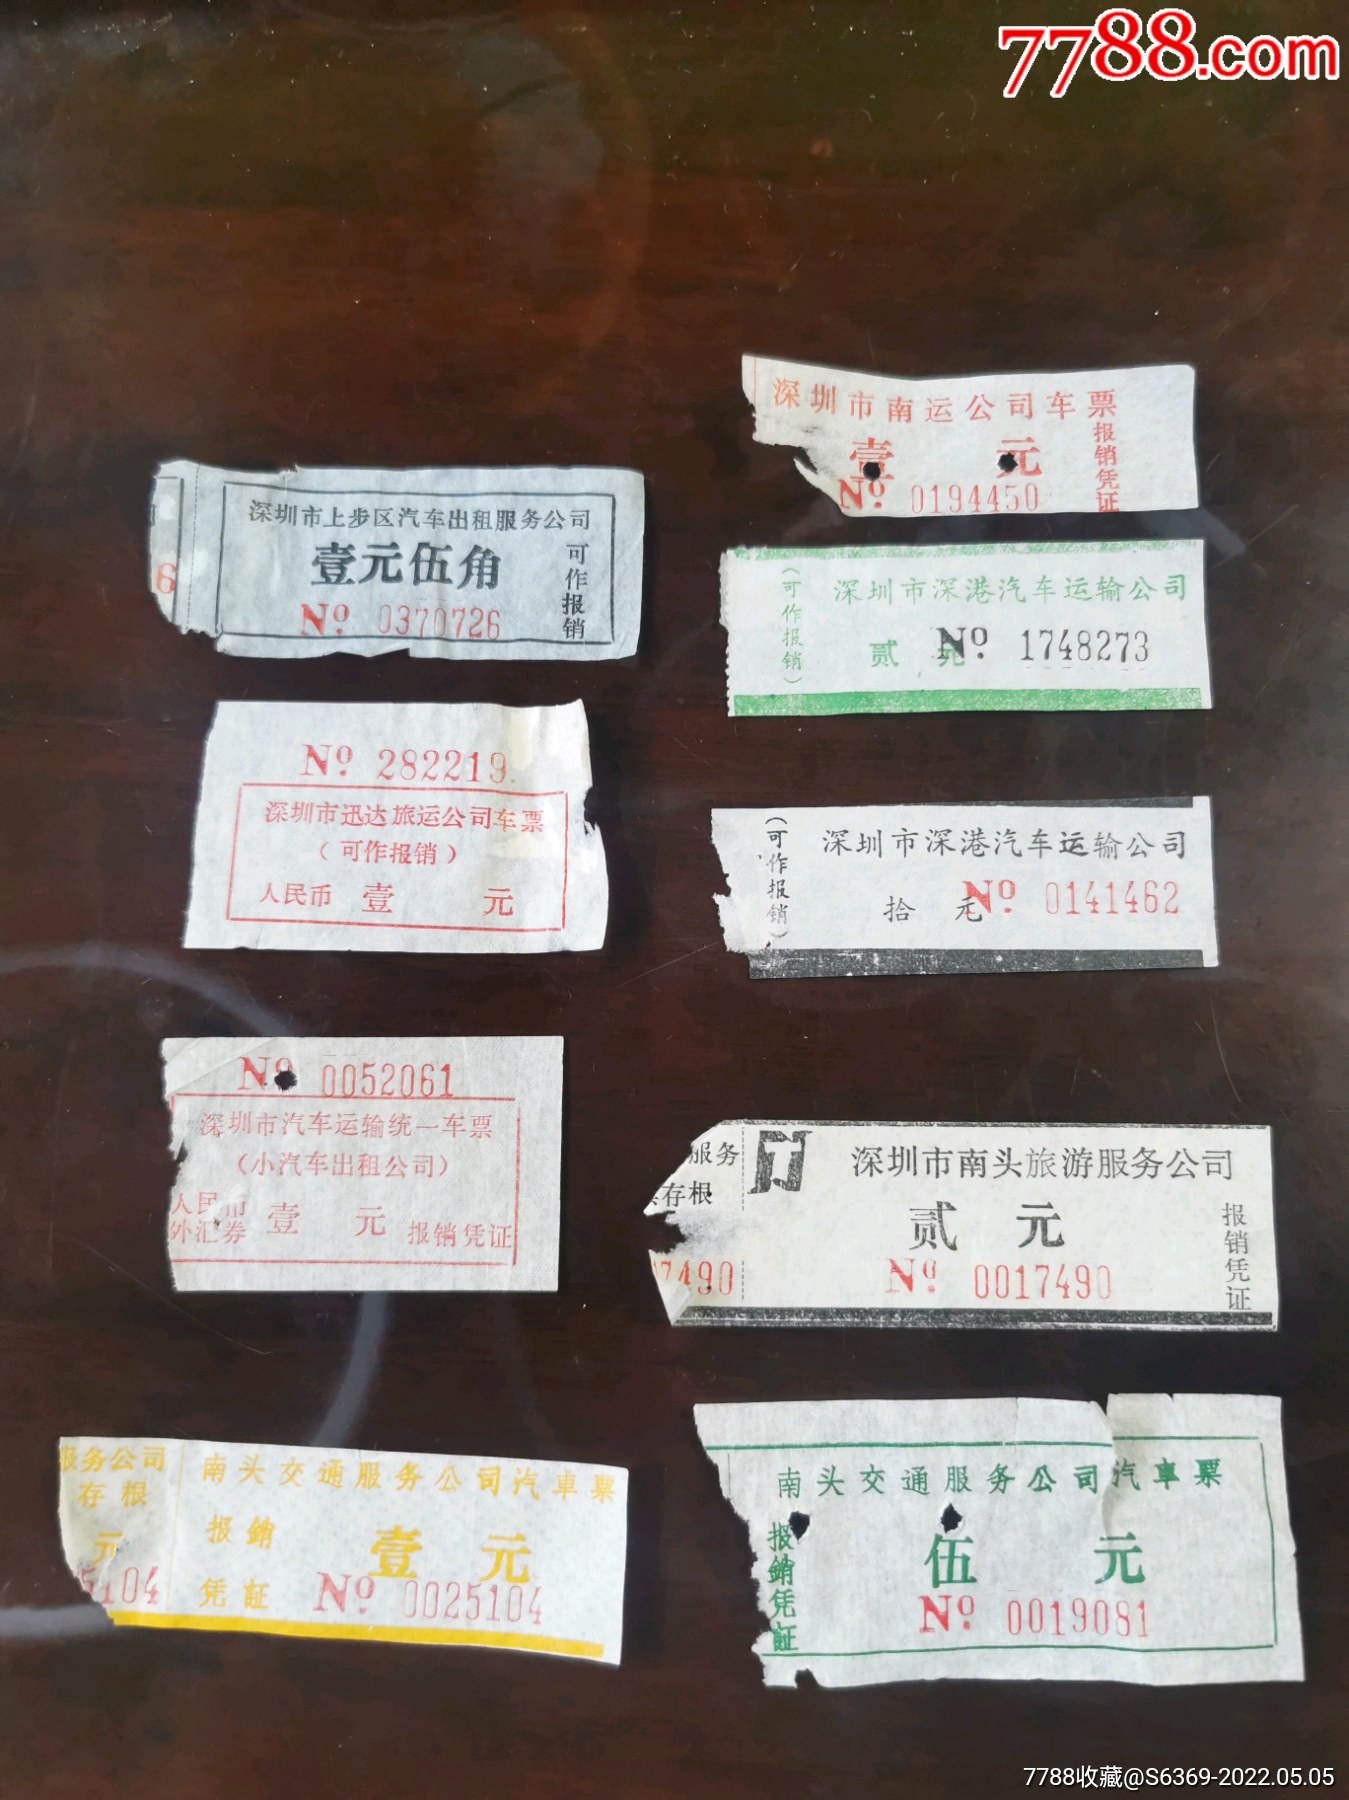 7788.com
深圳市上步区汽车出租服务公司
壹元伍角
可作报销
Nº 0370726
6
Nº 282219
深圳市迅达旅运公司车票
（可作报销）
人民币 壹 元
Nº 0052061
深圳市汽车运输统一车票
（小汽车出租公司）
人民币
外汇券 壹 元 报销凭证
服务公司
存根
元
5104
南头交通服务公司汽車票
报銷
凭証
壹 元
Nº 0025104
深圳市南运公司车票
壹 元
报销凭证
Nº 0194450
（可作报销）
深圳市深港汽车运输公司
贰 元 Nº 1748273
（可作报销）
深圳市深港汽车运输公司
拾 元 Nº 0141462
服务
存根
7490
深圳市南头旅游服务公司
贰 元
报销凭证
Nº 0017490
南头交通服务公司汽車票
报銷凭証
伍 元
Nº 0019081
7788收藏@S6369-2022.05.05